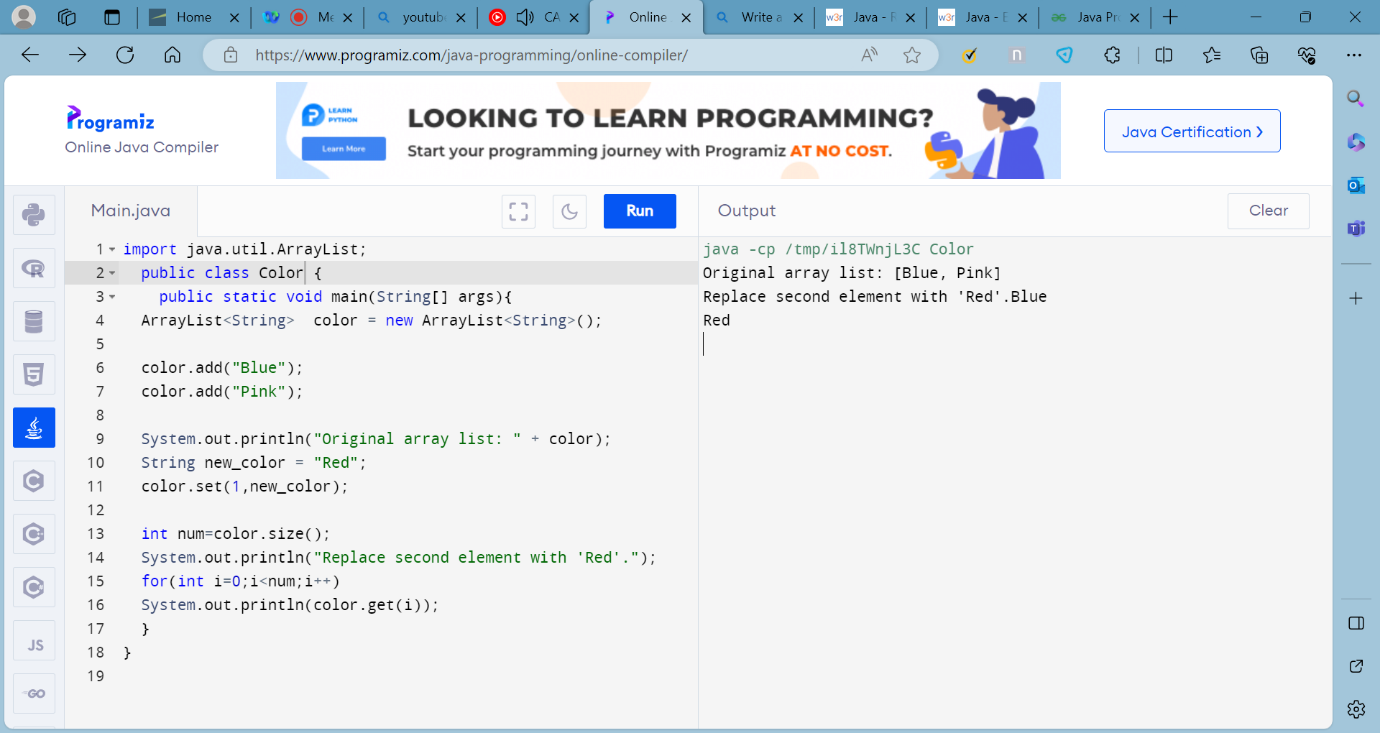 Home
Me
youtub
CA
Online
Write a
w3r
Java - F
w3r
Java - E
Java Pr
https://www.programiz.com/java-programming/online-compiler/
Programiz
Online Java Compiler
LEARN
PYTHON
Learn More
LOOKING TO LEARN PROGRAMMING?
Start your programming journey with Programiz AT NO COST.
Java Certification
Main.java
Run
Output
Clear
1 import java.util.ArrayList;
2 public class Color {
3 public static void main(String[] args){
4 ArrayList<String>  color = new ArrayList<String>();
5
6 color.add("Blue");
7 color.add("Pink");
8
9 System.out.println("Original array list: " + color);
10 String new_color = "Red";
11 color.set(1,new_color);
12
13 int num=color.size();
14 System.out.println("Replace second element with 'Red'.");
15 for(int i=0;i<num;i++)
16 System.out.println(color.get(i));
17 }
18 }
19
java -cp /tmp/il8TWnjL3C Color
Original array list: [Blue, Pink]
Replace second element with 'Red'.Blue
Red
JS
GO